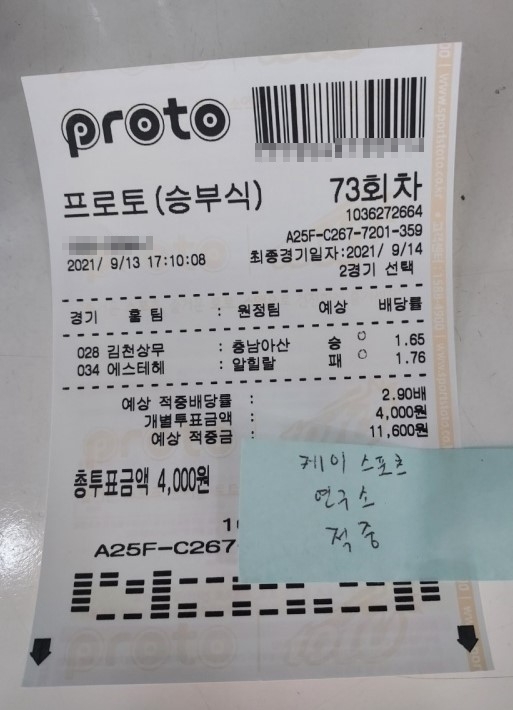 proto
프로토(승부식) 73회차
1036272664
A25F-C267-7201-359
2021/ 9/13 17:10:08 최종경기일자:2021/ 9/14
2경기 선택
경기 홈 팀 : 원정팀 예상 배당률
028 김천상무 : 충남아산 승 1.65
034 에스테헤 : 알힐랄 패 1.76
예상 적중배당률 : 2.90배
개별투표금액 : 4,000원
예상 적중금 : 11,600원
총투표금액 4,000원
케이 스포츠
연구소
적중
A25F-C267
proto